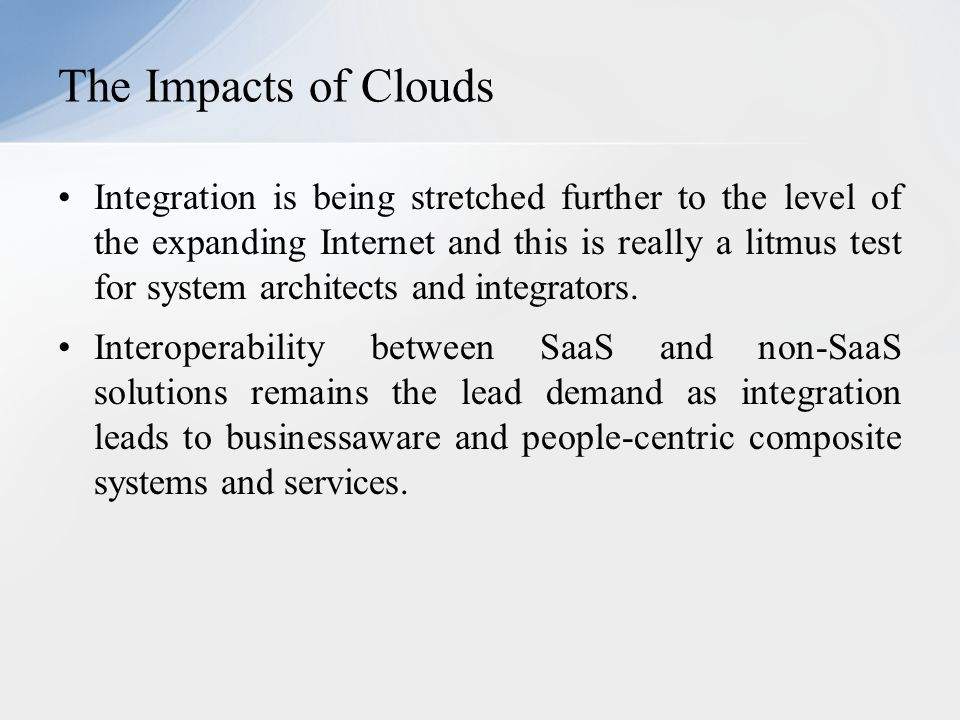 The Impacts of Clouds
• Integration is being stretched further to the level of
the expanding Internet and this is really a litmus test
for system architects and integrators.
• Interoperability between SaaS and non-SaaS
solutions remains the lead demand as integration
leads to businessaware and people-centric composite
systems and services.